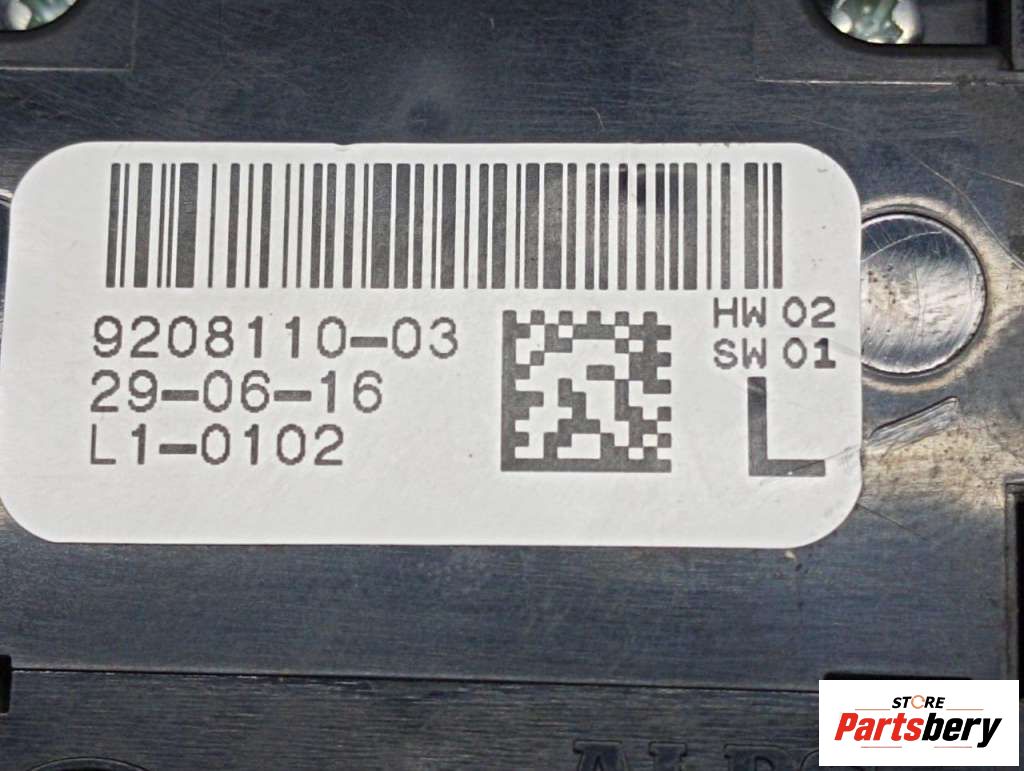 9208110-03
29-06-16
L1-0102
HW 02
SW 01
L
STORE
Partsbery